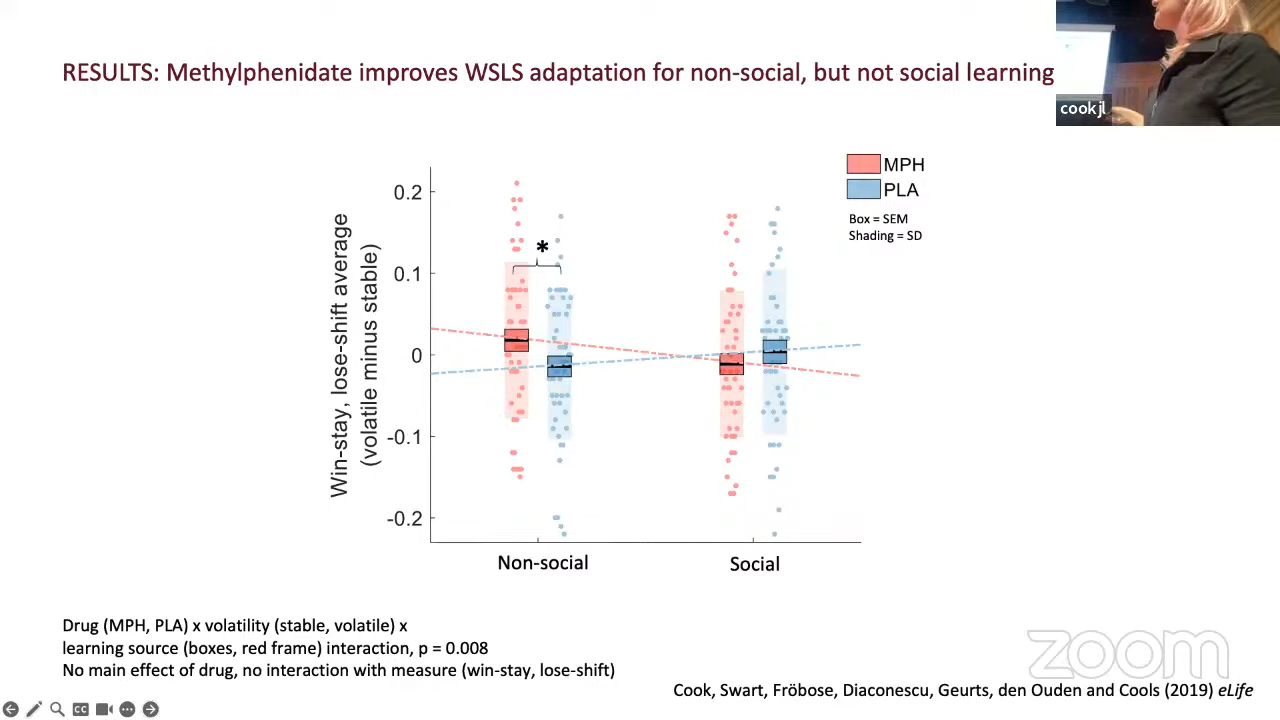 RESULTS: Methylphenidate improves WSLS adaptation for non-social, but not social learning
cookjl
MPH
PLA
Box = SEM
Shading = SD
Win-stay, lose-shift average
(volatile minus stable)
0.2
0.1
0
-0.1
-0.2
*
Non-social
Social
Drug (MPH, PLA) x volatility (stable, volatile) x
learning source (boxes, red frame) interaction, p = 0.008
No main effect of drug, no interaction with measure (win-stay, lose-shift)
zoom
Cook, Swart, Fröbose, Diaconescu, Geurts, den Ouden and Cools (2019) eLife
CC